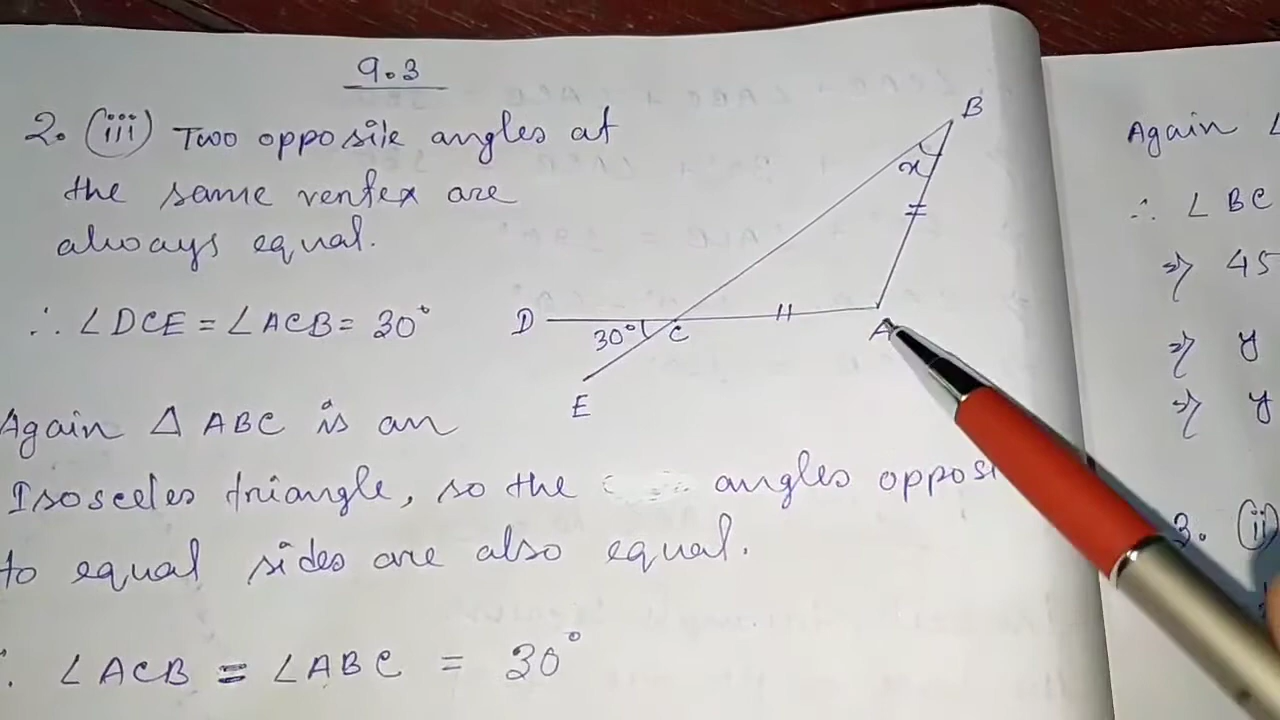 9.3
2. (iii) Two opposite angles at
the same vertex are
always equal.
∴ ∠DCE = ∠ACB = 30°
Again △ ABC is an
Isosceles triangle, so the angles opposi
to equal sides are also equal.
∴ ∠ACB = ∠ABC = 30°
B
x
D
30°
C
A
E
Again ∠
∴ ∠BC
⇒ 45
⇒ y
⇒ y
3. (ii)